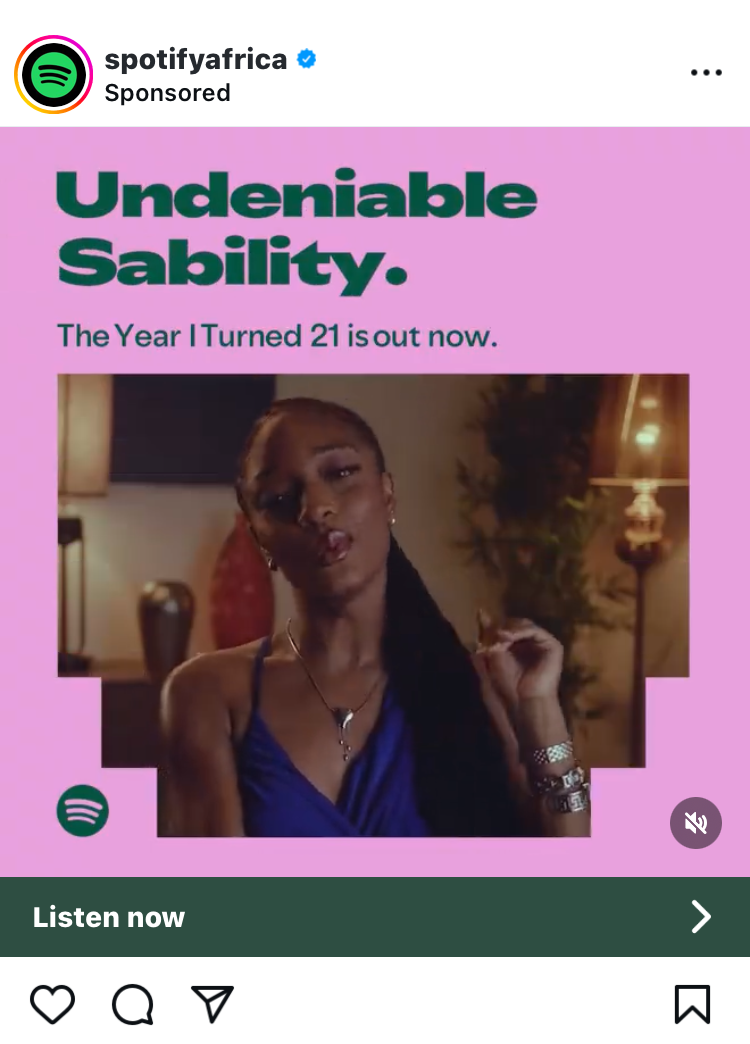 spotifyafrica
Sponsored
Undeniable
Sability.
The Year I Turned 21 is out now.
Listen now